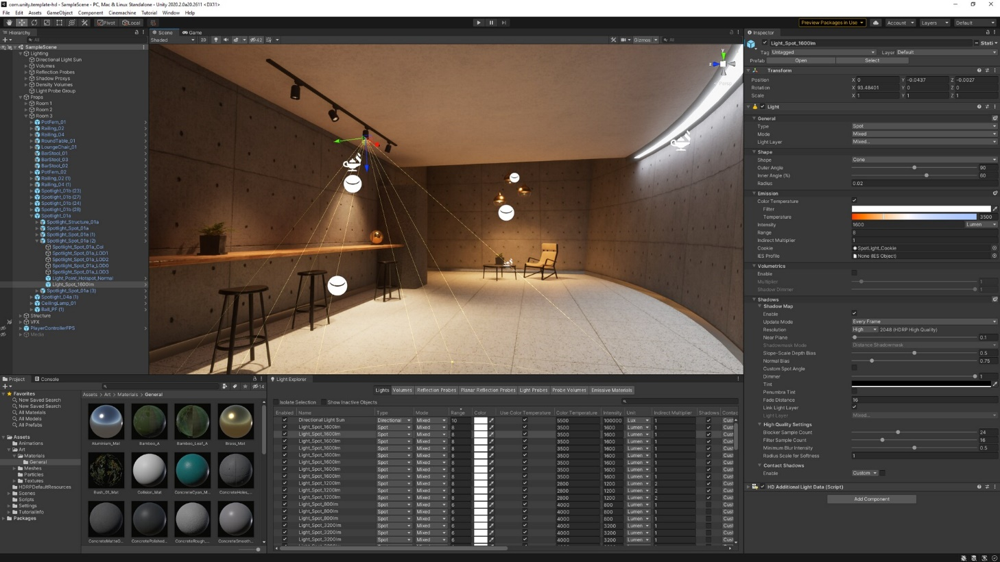 com.unity.template-hd - SampleScene - PC, Mac & Linux Standalone - Unity 2020.2.0a20.2611 <DX11>
File Edit Assets GameObject Component Cinemachine Tutorial Window Help
Pivot Local
Preview Packages in Use Account Layers Default
Hierarchy
All
SampleScene
Lighting
Directional Light Sun
Volumes
Reflection Probes
Shadow Proxys
Density Volumes
Light Probe Group
Props
Room 1
Room 2
Room 3
PotFern_01
Railing_02
Railing_04
RoundTable_01
LoungeChair_01
BarStool_01
BarStool_03
BarStool_02
PotFern_02
Railing_02 (1)
Railing_04 (1)
Spotlight_01b (23)
Spotlight_01b (27)
Spotlight_01b (24)
Spotlight_01b (28)
Spotlight_01a
Spotlight_Structure_01a
Spotlight_Spot_01a
Spotlight_Spot_01a (1)
Spotlight_Spot_01a (2)
Spotlight_Spot_01a_Col
Spotlight_Spot_01a_LOD1
Spotlight_Spot_01a_LOD2
Spotlight_Spot_01a_LOD0
Spotlight_Spot_01a_LOD3
Light_Point_Hotspot_Normal
Light_Spot_1600lm
Spotlight_Spot_01a (3)
Spotlight_04a (1)
CeilingLamp_01
Ball_PF (1)
Structure
VFX
PlayerControllerFPS
Media
Scene Game
Shaded 2D 42 Gizmos All
y
z
Persp
Inspector
Light_Spot_1600lm Stati
Tag Untagged Layer Default
Prefab Open Select
Transform
Position X 0 Y -0.0437 Z -0.0027
Rotation X 93.48401 Y 0 Z 0
Scale X 1 Y 1 Z 1
Light
General
Type Spot
Mode Mixed
Light Layer Mixed...
Shape
Shape Cone
Outer Angle 90
Inner Angle (%) 60
Radius 0.02
Emission
Color Temperature
Filter
Temperature 3500
Intensity 1600 Lumen
Range 8
Indirect Multiplier 1
Cookie SpotLight_Cookie
IES Profile None (IES Object)
Volumetrics
Enable
Multiplier 1
Shadow Dimmer 1
Shadows
Shadow Map
Enable
Update Mode Every Frame
Resolution High 2048 (HDRP High Quality)
Near Plane 0.1
Shadowmask Mode Distance Shadowmask
Slope-Scale Depth Bias 0.5
Normal Bias 0.75
Custom Spot Angle
Dimmer 1
Tint
Penumbra Tint
Fade Distance 16
Link Light Layer
Light Layer Mixed...
High Quality Settings
Blocker Sample Count 24
Filter Sample Count 16
Minimum Blur Intensity 0.5
Radius Scale for Softness 1
Contact Shadows
Enable Custom
HD Additional Light Data (Script)
Add Component
Project Console
14
Favorites
New Saved Search
New Saved Search
All Materials
All Models
All Prefabs
Assets
Animations
Art
Materials
General
Meshes
Particles
Textures
HDRPDefaultResources
Scenes
Scripts
Settings
TutorialInfo
Packages
Assets > Art > Materials > General
Aluminium_Mat Bamboo_A Bamboo_Leaf_A Brass_Mat
Bush_01_Mat Collision_Mat ConcreteCyan_M... ConcreteHoles_...
ConcreteMatteO... ConcretePolished... ConcreteRough_... ConcreteSmooth...
Light Explorer
Lights Volumes Reflection Probes Planar Reflection Probes Light Probes Probe Volumes Emissive Materials
Isolate Selection Show Inactive Objects
Enabled Name Type Mode Range Color Use Color Temperature Color Temperature Intensity Unit Indirect Multiplier Shadows Contac
Directional Light Sun Directional Mixed 10 5500 100000 Lux 1 Cust
Light_Spot_1600lm Spot Mixed 8 3500 1600 Lumen 1 Cust
Light_Spot_1600lm Spot Mixed 8 3500 1600 Lumen 1 Cust
Light_Spot_1600lm Spot Mixed 8 3500 1600 Lumen 1 Cust
Light_Spot_1600lm Spot Mixed 8 3500 1600 Lumen 1 Cust
Light_Spot_1600lm Spot Mixed 8 3500 1600 Lumen 1 Cust
Light_Spot_1600lm Spot Mixed 8 3500 1600 Lumen 1 Cust
Light_Spot_1600lm Spot Mixed 8 3500 1600 Lumen 1 Cust
Light_Spot_1600lm Spot Mixed 8 3500 1600 Lumen 1 Cust
Light_Spot_1200lm Spot Mixed 8 2800 1200 Lumen 2 Cust
Light_Spot_1200lm Spot Mixed 8 2800 1200 Lumen 2 Cust
Light_Spot_1200lm Spot Mixed 8 2800 1200 Lumen 2 Cust
Light_Spot_800lm Spot Mixed 6 4000 800 Lumen 1 Cust
Light_Spot_800lm Spot Mixed 6 4000 800 Lumen 1 Cust
Light_Spot_800lm Spot Mixed 6 4000 800 Lumen 1 Cust
Light_Spot_3200lm Spot Mixed 6 4000 3200 Lumen 1 Cust
Light_Spot_3200lm Spot Mixed 6 4000 3200 Lumen 1 Cust
Light_Spot_3200lm Spot Mixed 6 4000 3200 Lumen 1 Cust